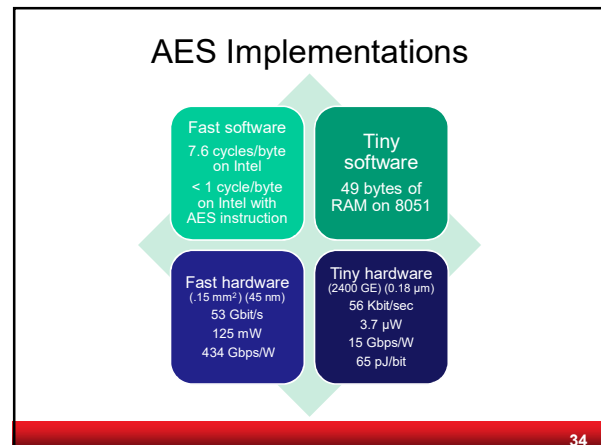 AES Implementations
Fast software
7.6 cycles/byte
on Intel
< 1 cycle/byte
on Intel with
AES instruction
Tiny
software
49 bytes of
RAM on 8051
Fast hardware
(.15 mm²) (45 nm)
53 Gbit/s
125 mW
434 Gbps/W
Tiny hardware
(2400 GE) (0.18 µm)
56 Kbit/sec
3.7 µW
15 Gbps/W
65 pJ/bit
34